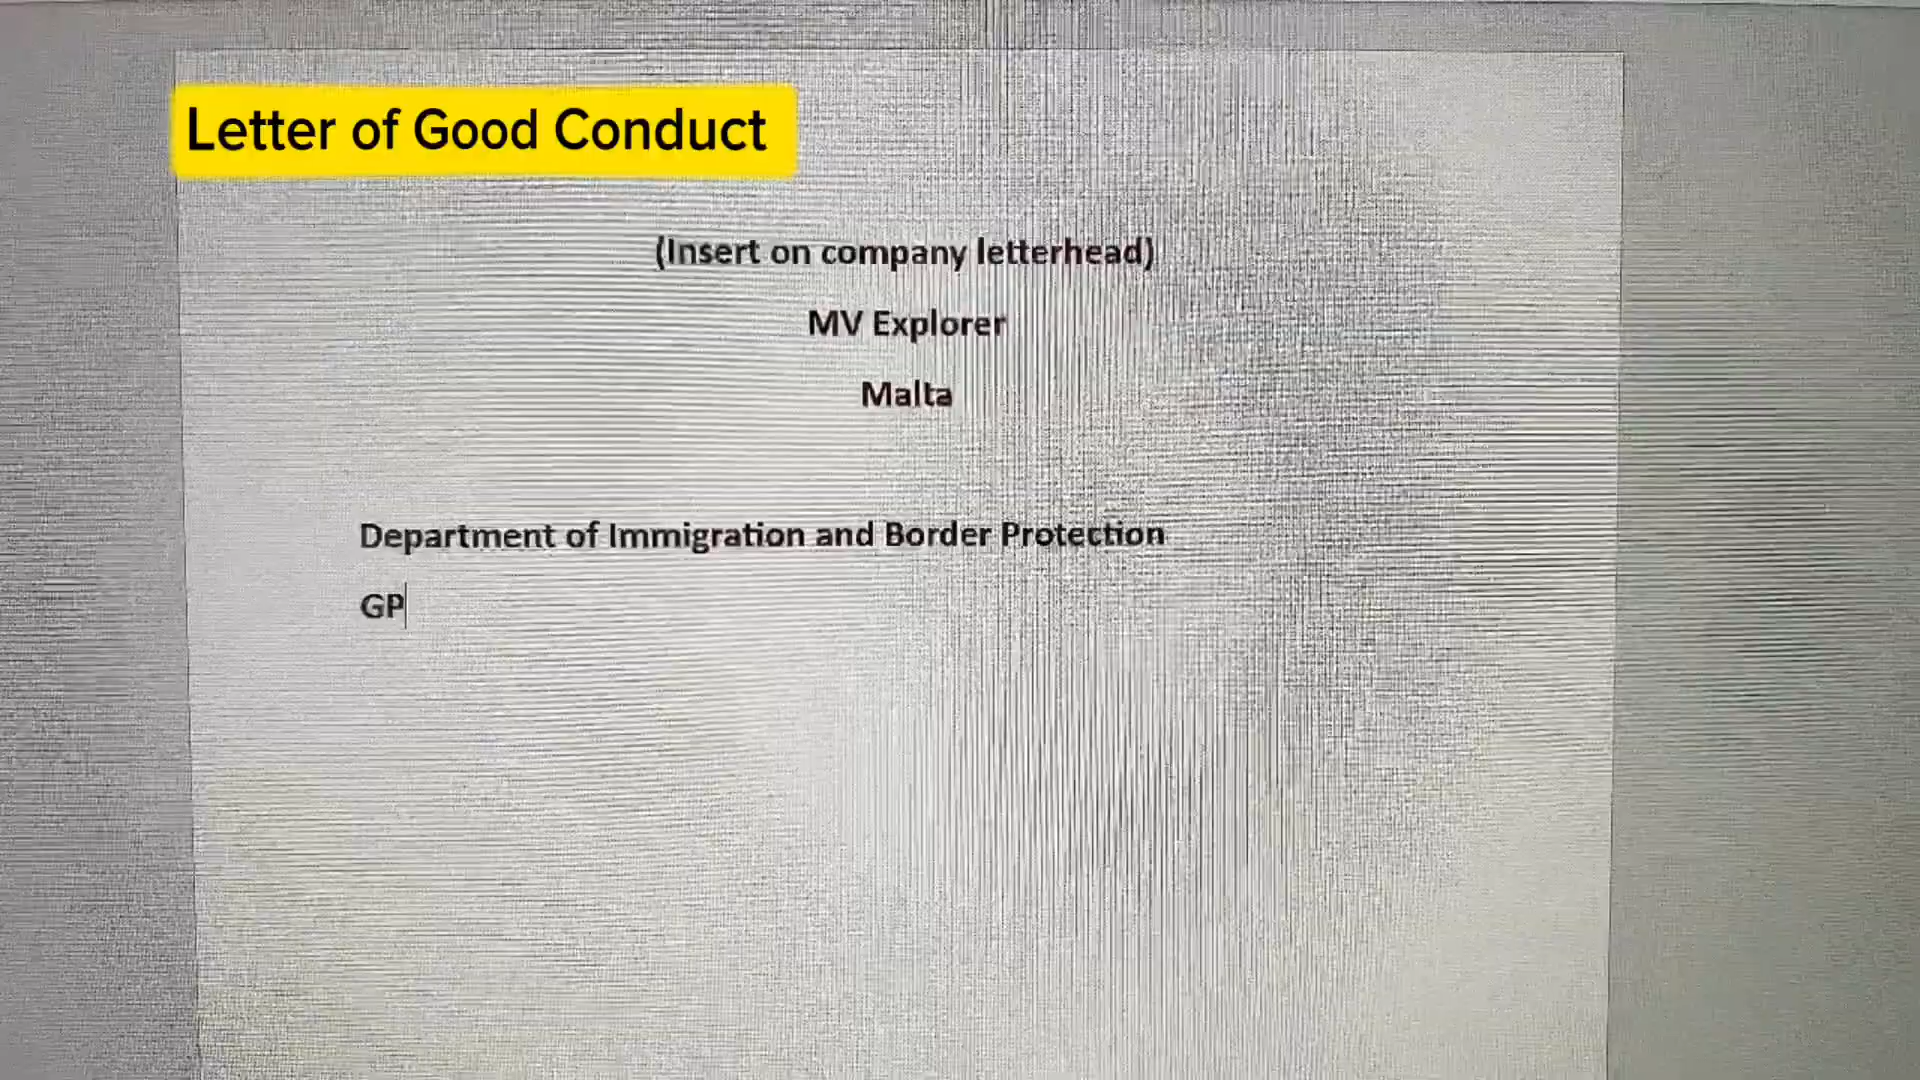 Letter of Good Conduct
(Insert on company letterhead)
MV Explorer
Malta
Department of Immigration and Border Protection
GP